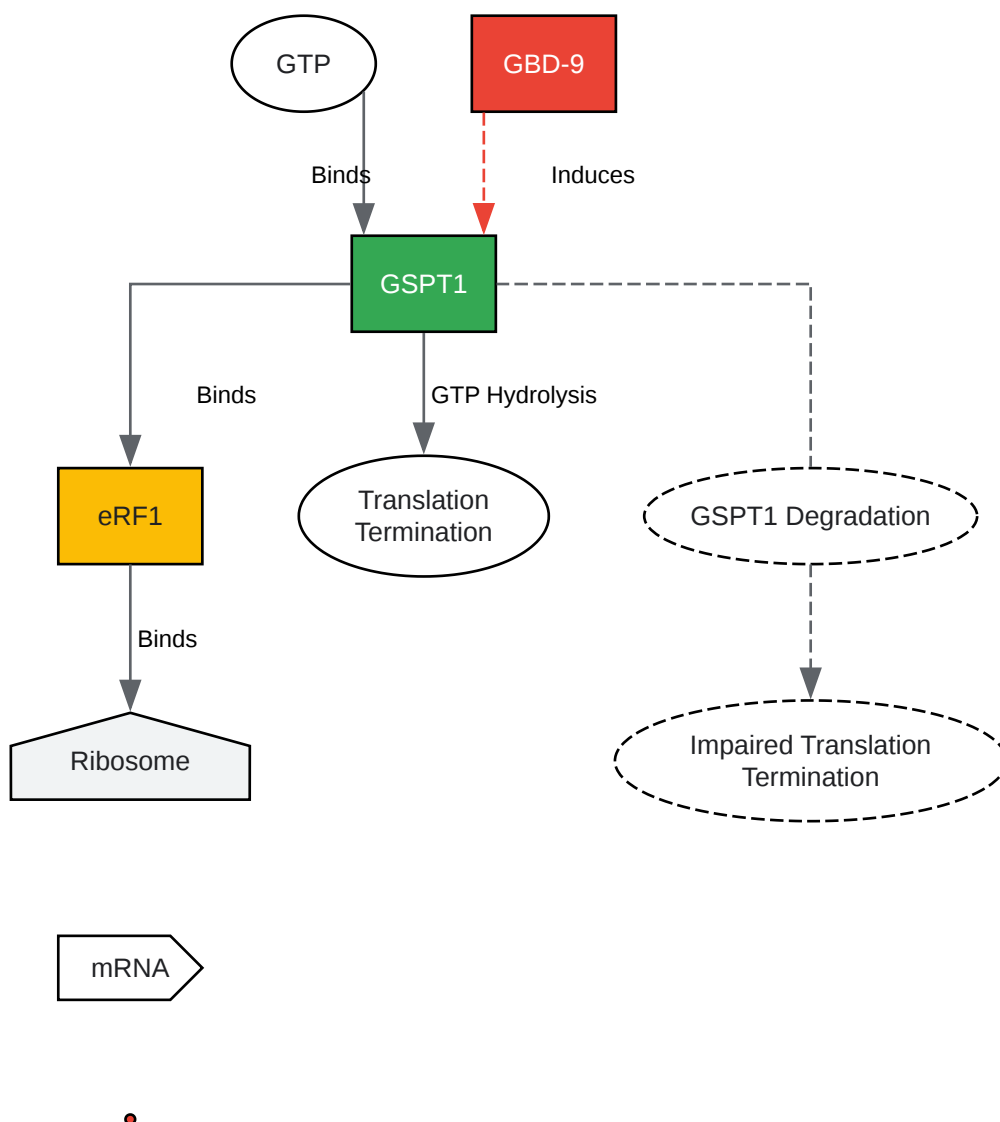 GTP
GBD-9
Binds
Induces
GSPT1
Binds
GTP Hydrolysis
eRF1
Translation
Termination
GSPT1 Degradation
Binds
Ribosome
Impaired Translation
Termination
mRNA